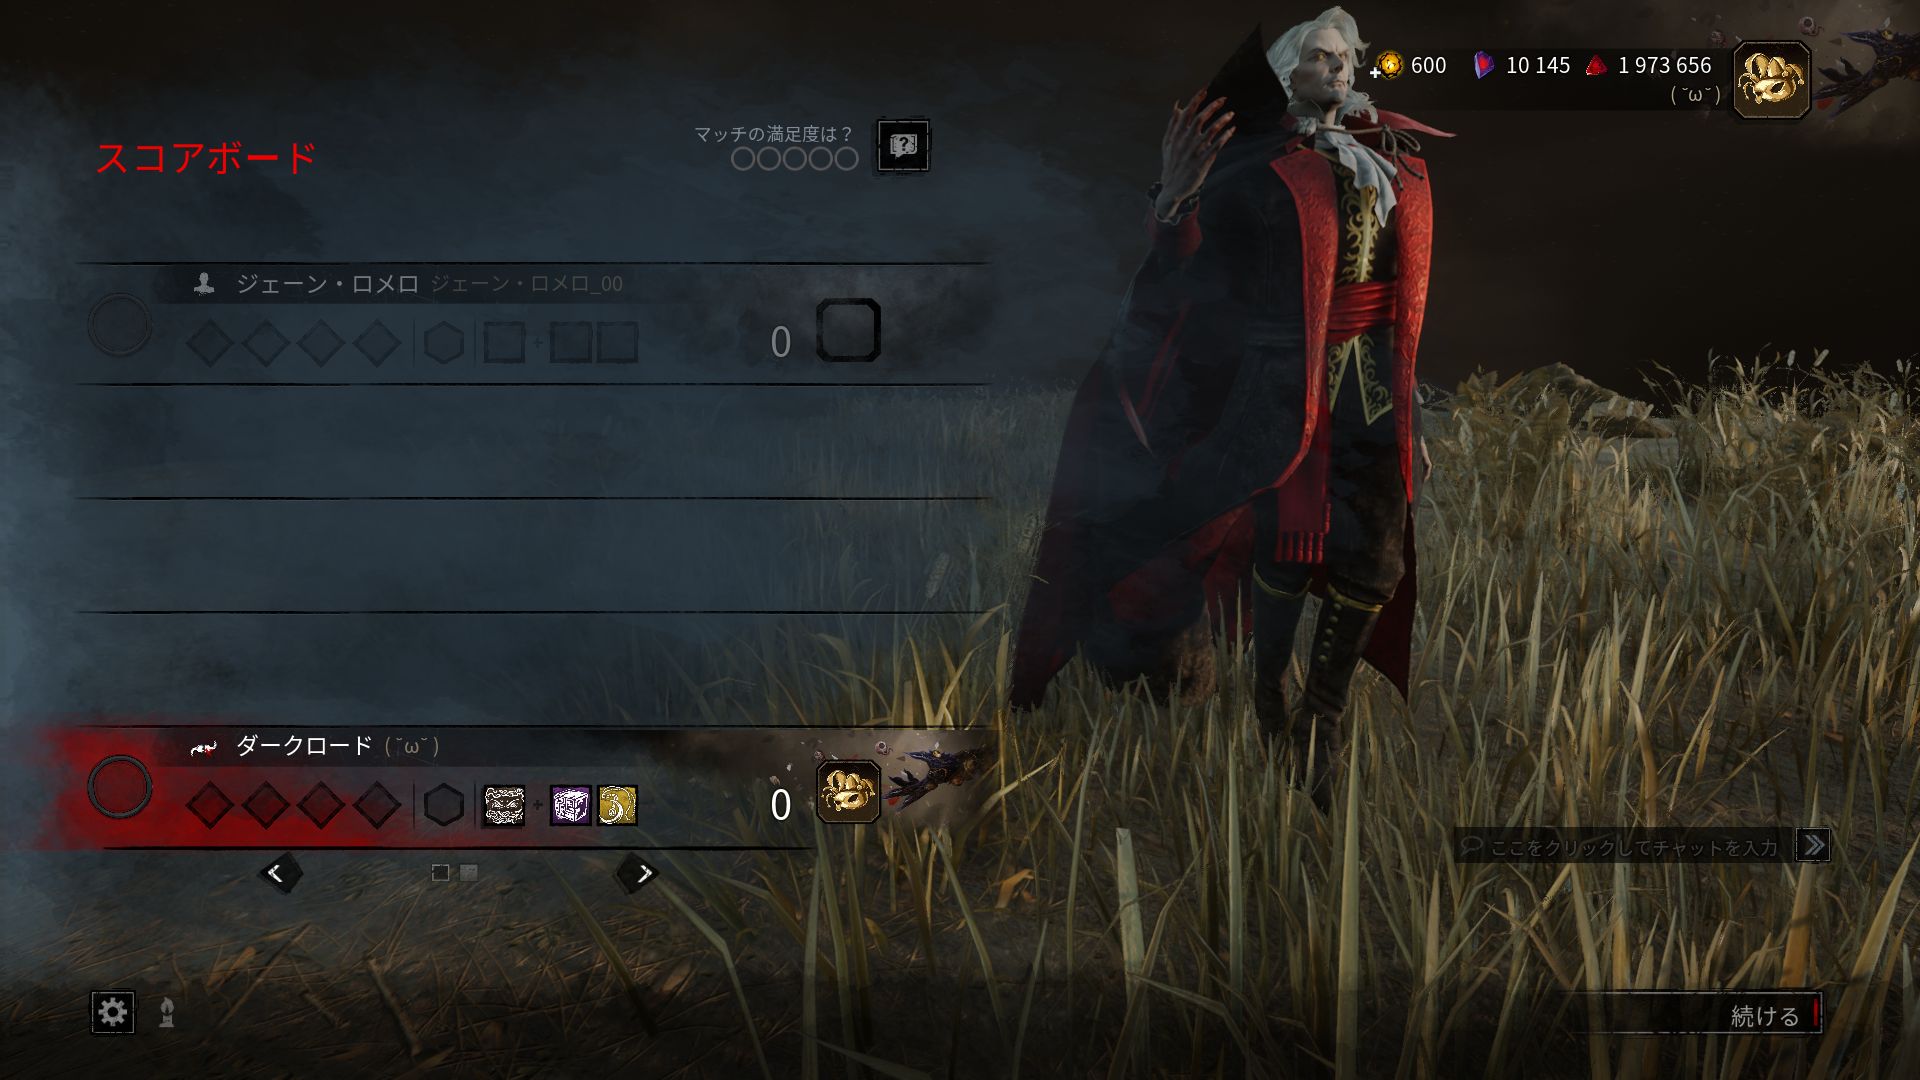 600 10 145 1 973 656
(˘ω˘)
マッチの満足度は？
スコアボード
ジェーン・ロメロ ジェーン・ロメロ_00
0
ダークロード (˘ω˘)
0
ここをクリックしてチャットを入力
続ける